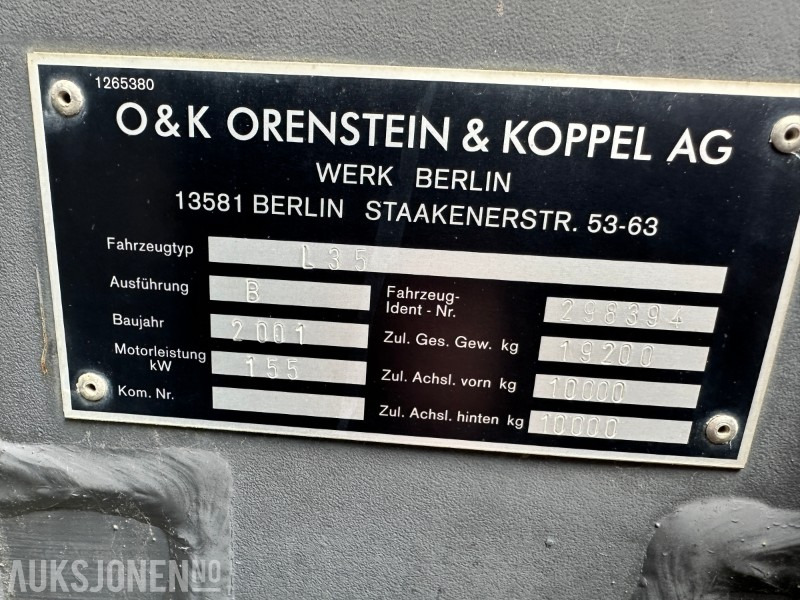 1265380
O & K ORENSTEIN & KOPPEL AG
WERK BERLIN
13581 BERLIN STAAKENERSTR. 53-63
Fahrzeugtyp L35
Ausführung B
Baujahr 2001
Motorleistung kW 155
Kom. Nr.
Fahrzeug-
Ident - Nr. 298394
Zul. Ges. Gew. kg 19200
Zul. Achsl. vorn kg 10000
Zul. Achsl. hinten kg 10000
AUKSJONEN.NO